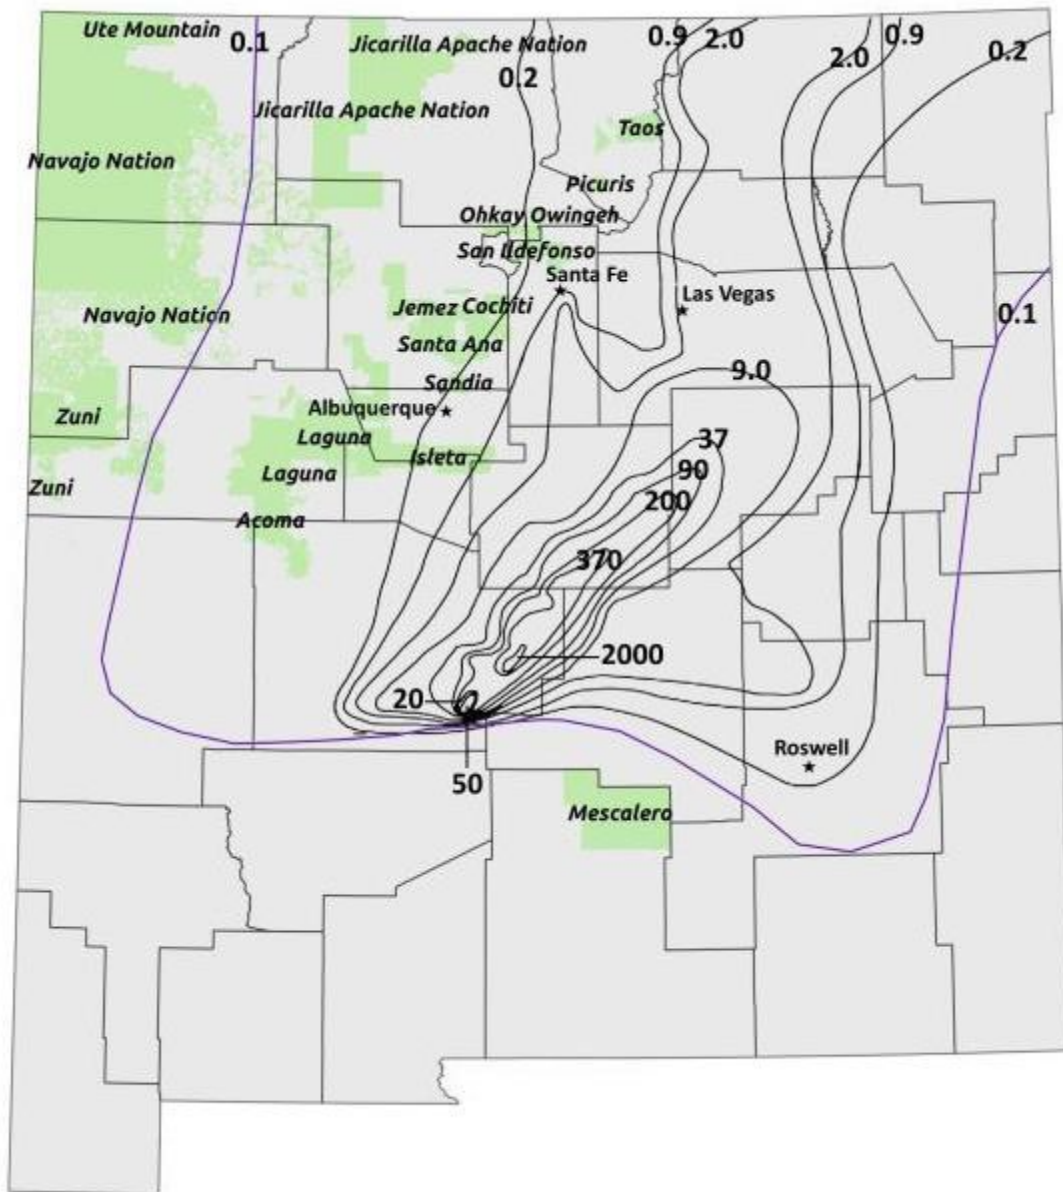 Ute Mountain
0.1
Jicarilla Apache Nation
0.9
2.0
0.9
2.0
0.2
0.2
Jicarilla Apache Nation
Taos
Navajo Nation
Picuris
Ohkay Owingeh
San Ildefonso
Santa Fe
Las Vegas
Jemez
Cochiti
Navajo Nation
0.1
Santa Ana
9.0
Sandia
Albuquerque
Zuni
Laguna
37
Isleta
Laguna
90
Zuni
200
Acoma
370
2000
20
Roswell
50
Mescalero